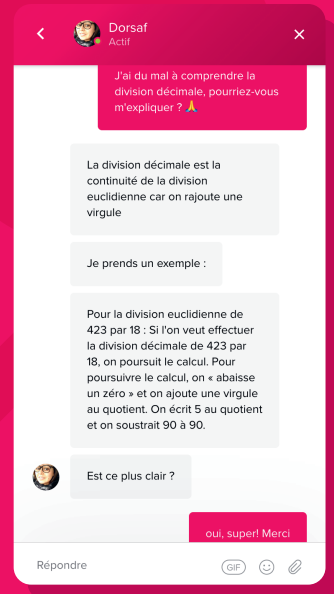 Dorsaf
Actif
J'ai du mal à comprendre la
division décimale, pourriez-vous
m'expliquer ? 🙏
La division décimale est la
continuité de la division
euclidienne car on rajoute une
virgule
Je prends un exemple :
Pour la division euclidienne de
423 par 18 : Si l'on veut effectuer
la division décimale de 423 par
18, on poursuit le calcul. Pour
poursuivre le calcul, on « abaisse
un zéro » et on ajoute une virgule
au quotient. On écrit 5 au quotient
et on soustrait 90 à 90.
Est ce plus clair ?
oui, super! Merci
Répondre
GIF